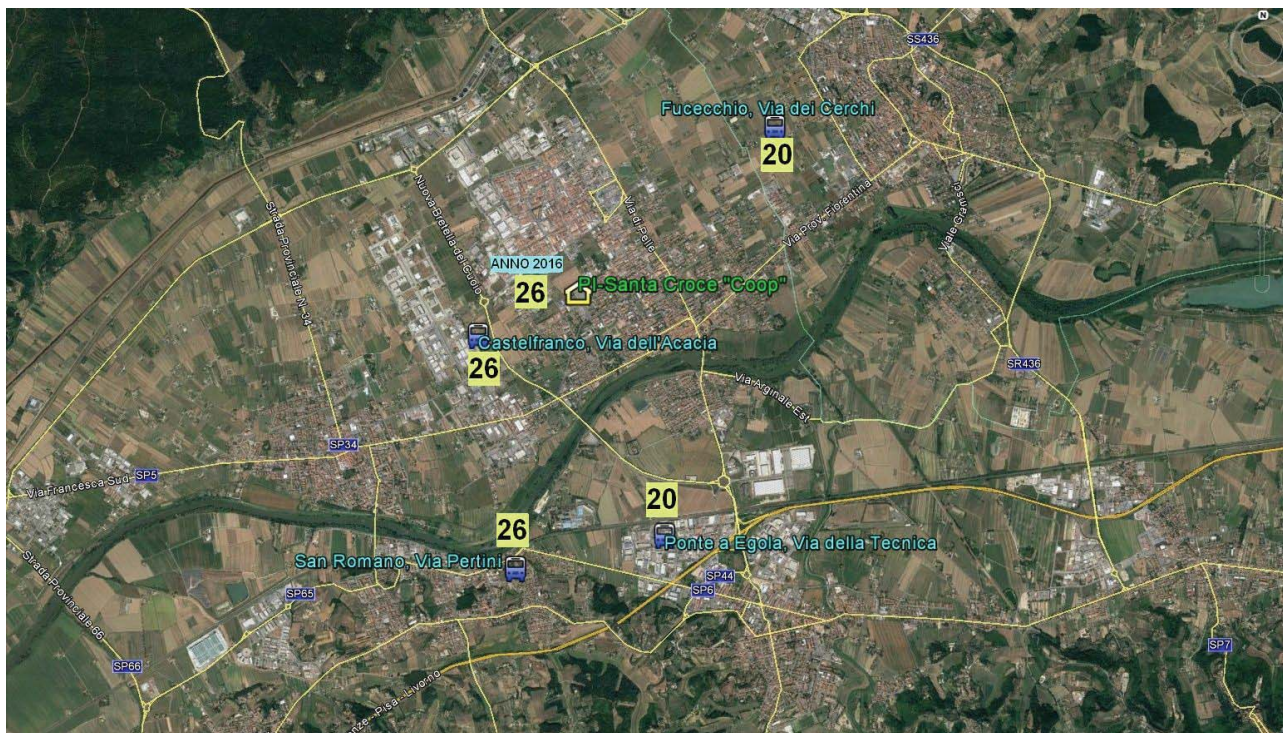 N
SS436
Fucecchio, Via dei Cerchi
20
Nuova Bretella del Cuoio
Via di Pelle
Viale Gramsci
Via Prov. Fiorentina
Strada Provinciale N. 34
ANNO 2016
26
PI-Santa Croce "Coop"
Castelfranco, Via dell'Acacia
26
SR436
Via Arginale Est
SP34
SP5
Via Francesca Sud
20
26
Ponte a Egola, Via della Tecnica
San Romano, Via Pertini
SP44
SP6
SP65
Strada Provinciale 66
SP66
SP7
Pisa - Livorno